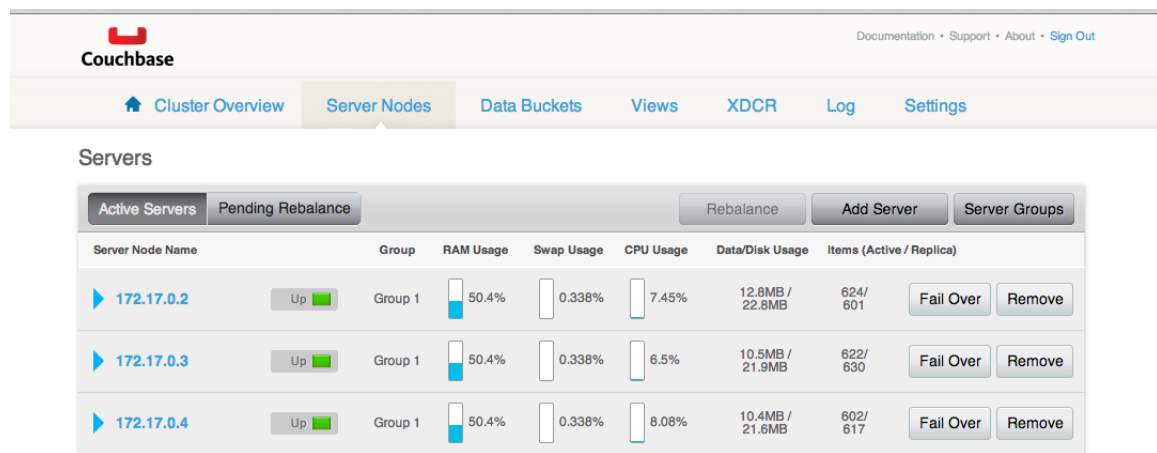 Couchbase
Documentation • Support • About • Sign Out
Cluster Overview Server Nodes Data Buckets Views XDCR Log Settings
Servers
Active Servers Pending Rebalance Rebalance Add Server Server Groups
Server Node Name Group RAM Usage Swap Usage CPU Usage Data/Disk Usage Items (Active / Replica)
172.17.0.2 Up Group 1 50.4% 0.338% 7.45% 12.8MB / 22.8MB 624/ 601 Fail Over Remove
172.17.0.3 Up Group 1 50.4% 0.338% 6.5% 10.5MB / 21.9MB 622/ 630 Fail Over Remove
172.17.0.4 Up Group 1 50.4% 0.338% 8.08% 10.4MB / 21.6MB 602/ 617 Fail Over Remove